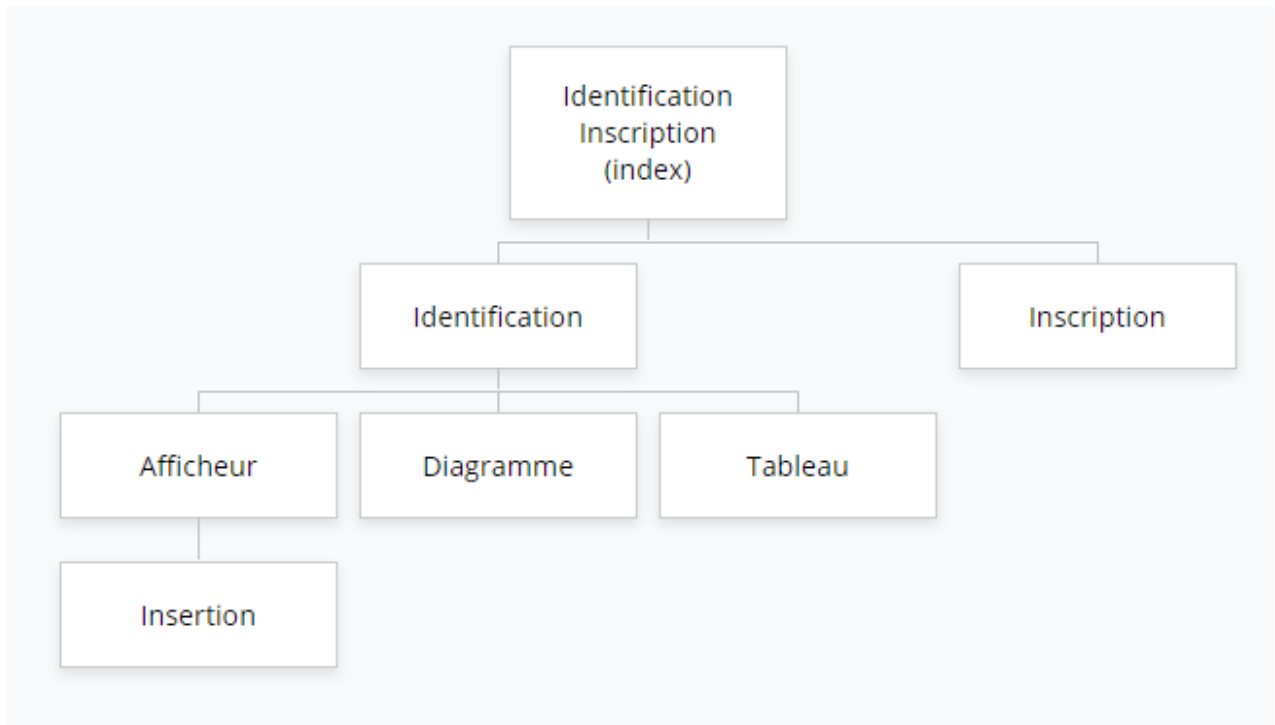 Identification
Inscription
(index)
Identification
Inscription
Afficheur
Diagramme
Tableau
Insertion